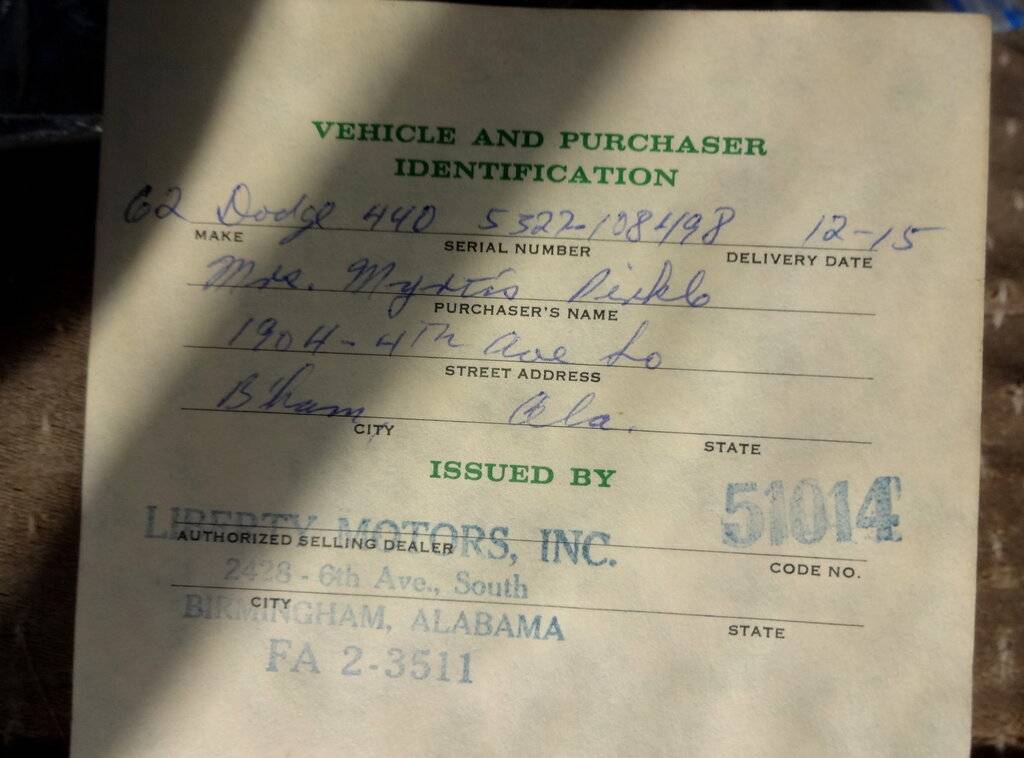 VEHICLE AND PURCHASER
IDENTIFICATION
62 Dodge 440 5322-108498 12-15
MAKE SERIAL NUMBER DELIVERY DATE
Mrs. Myrtis
PURCHASER'S NAME
1904-4TH Ave So
STREET ADDRESS
B'ham Ala.
CITY STATE
ISSUED BY
LIBERTY MOTORS, INC. 51014
AUTHORIZED SELLING DEALER CODE NO.
2428 - 6th Ave., South
CITY STATE
BIRMINGHAM, ALABAMA
FA 2-3511